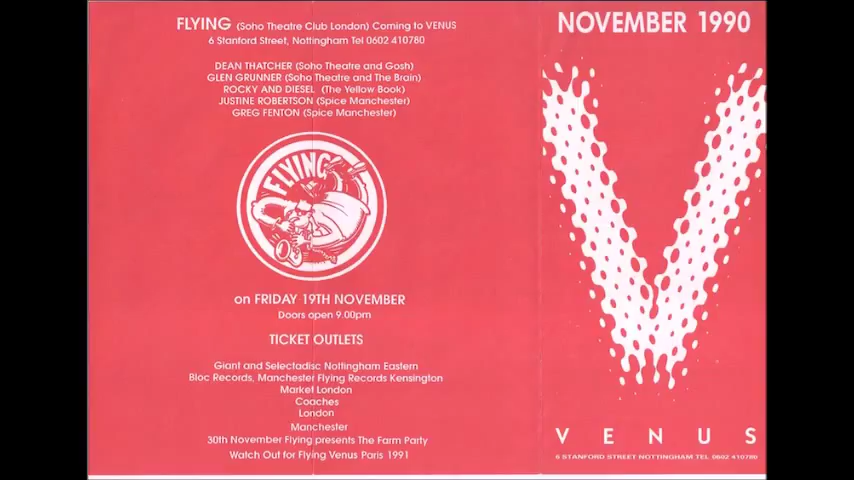 FLYING (Soho Theatre Club London) Coming to VENUS
6 Stanford Street, Nottingham Tel 0602 410780
DEAN THATCHER (Soho Theatre and Gosh)
GLEN GRUNNER (Soho Theatre and The Brain)
ROCKY AND DIESEL (The Yellow Book)
JUSTINE ROBERTSON (Spice Manchester)
GREG FENTON (Spice Manchester)
FLYING
on FRIDAY 19TH NOVEMBER
Doors open 9.00pm
TICKET OUTLETS
Giant and Selectadisc Nottingham Eastern
Bloc Records, Manchester Flying Records Kensington
Market London
Coaches
London
Manchester
30th November Flying presents The Farm Party
Watch Out for Flying Venus Paris 1991
NOVEMBER 1990
V
VENUS
6 STANFORD STREET NOTTINGHAM TEL 0602 410780